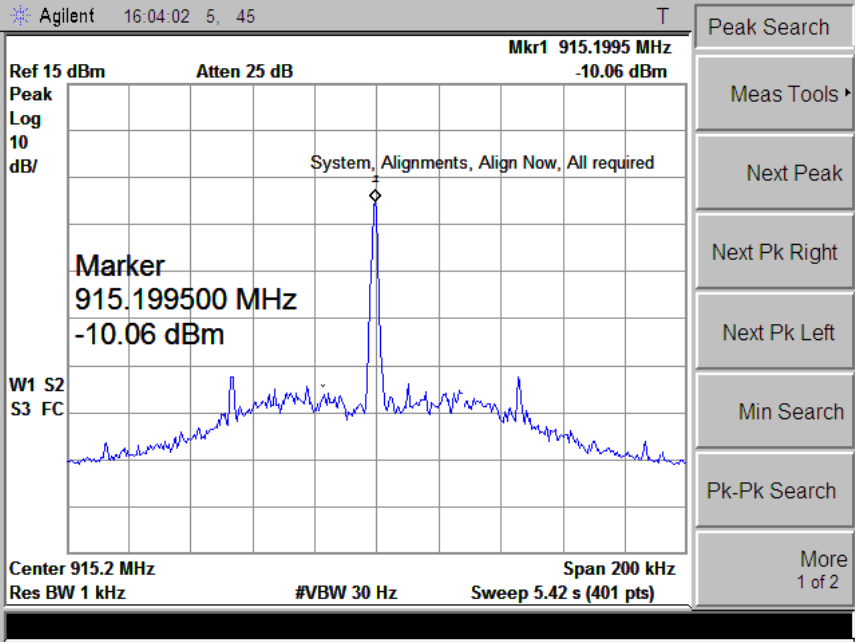 Agilent 16:04:02 5, 45 T
Peak Search
Mkr1 915.1995 MHz
Ref 15 dBm Atten 25 dB -10.06 dBm
Peak
Log
10
dB/
Meas Tools
System, Alignments, Align Now, All required
Next Peak
Next Pk Right
Marker
915.199500 MHz
-10.06 dBm
Next Pk Left
W1 S2
S3 FC
Min Search
Pk-Pk Search
Center 915.2 MHz Span 200 kHz
Res BW 1 kHz #VBW 30 Hz Sweep 5.42 s (401 pts)
More
1 of 2